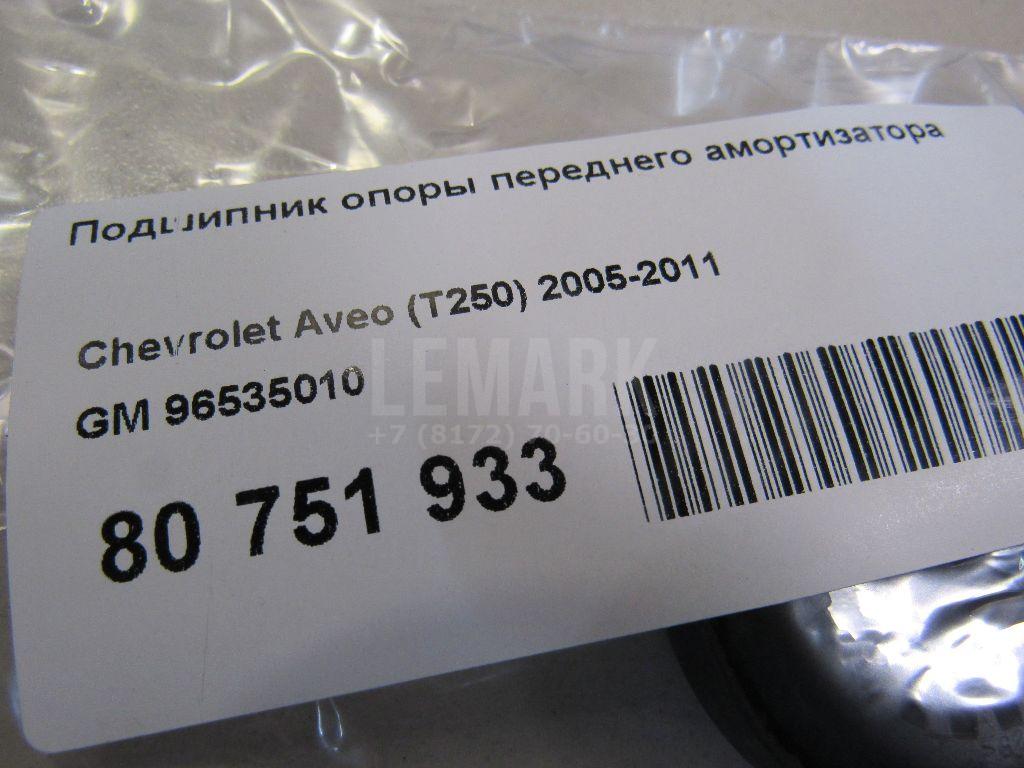 Подшипник опоры переднего амортизатора
Chevrolet Aveo (T250) 2005-2011
GM 96535010
LEMARK
80 751 933